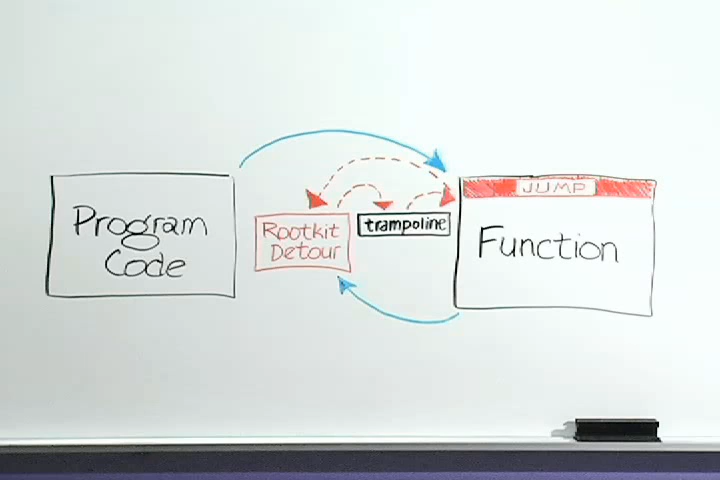 Program
Code
Rootkit
Detour
trampoline
JUMP
Function